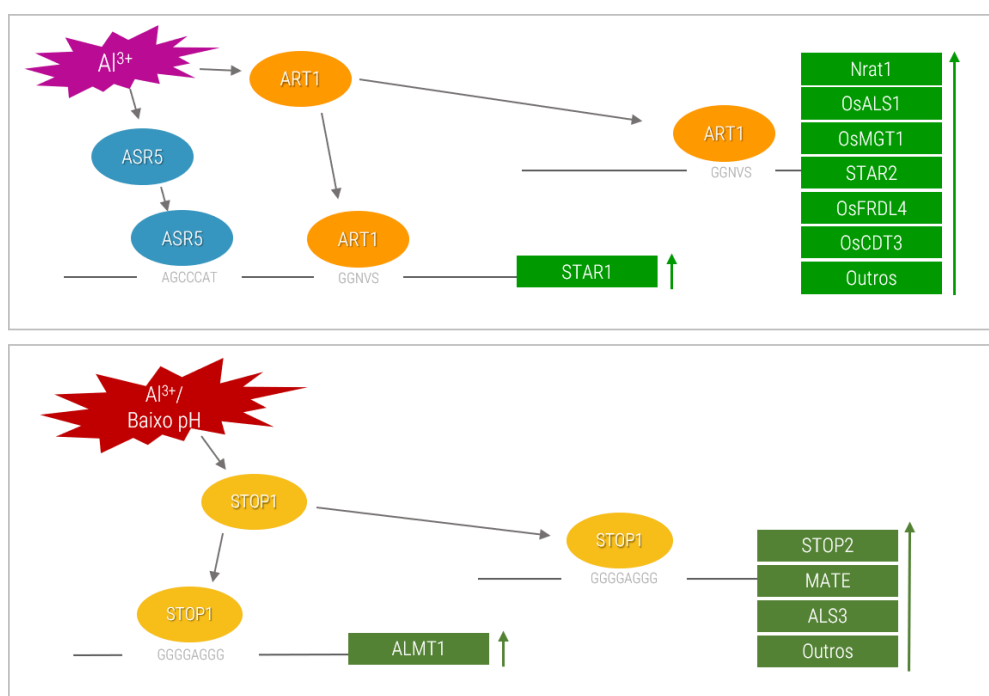 Al³⁺
ART1
ASR5
ASR5
AGCCCAT
ART1
GGNVS
STAR1
ART1
GGNVS
Nrat1
OsALS1
OsMGT1
STAR2
OsFRDL4
OsCDT3
Outros
Al³⁺/
Baixo pH
STOP1
STOP1
GGGGAGGG
ALMT1
STOP1
GGGGAGGG
STOP2
MATE
ALS3
Outros